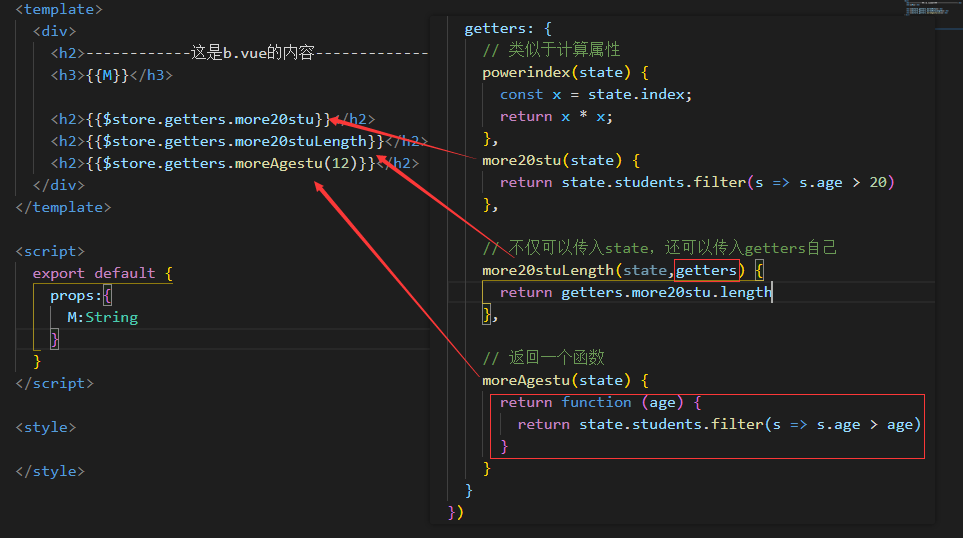 <template>
<div>
<h2>------------这是b.vue的内容-------------
<h3>{{M}}</h3>
<h2>{{$store.getters.more20stu}}</h2>
<h2>{{$store.getters.more20stuLength}}</h2>
<h2>{{$store.getters.moreAgestu(12)}}</h2>
</div>
</template>
<script>
export default {
props:{
M:String
}
}
</script>
<style>
</style>
getters: {
// 类似于计算属性
powerindex(state) {
const x = state.index;
return x * x;
},
more20stu(state) {
return state.students.filter(s => s.age > 20)
},
// 不仅可以传入state，还可以传入getters自己
more20stuLength(state,getters) {
return getters.more20stu.length
},
// 返回一个函数
moreAgestu(state) {
return function (age) {
return state.students.filter(s => s.age > age)
}
}
}
})